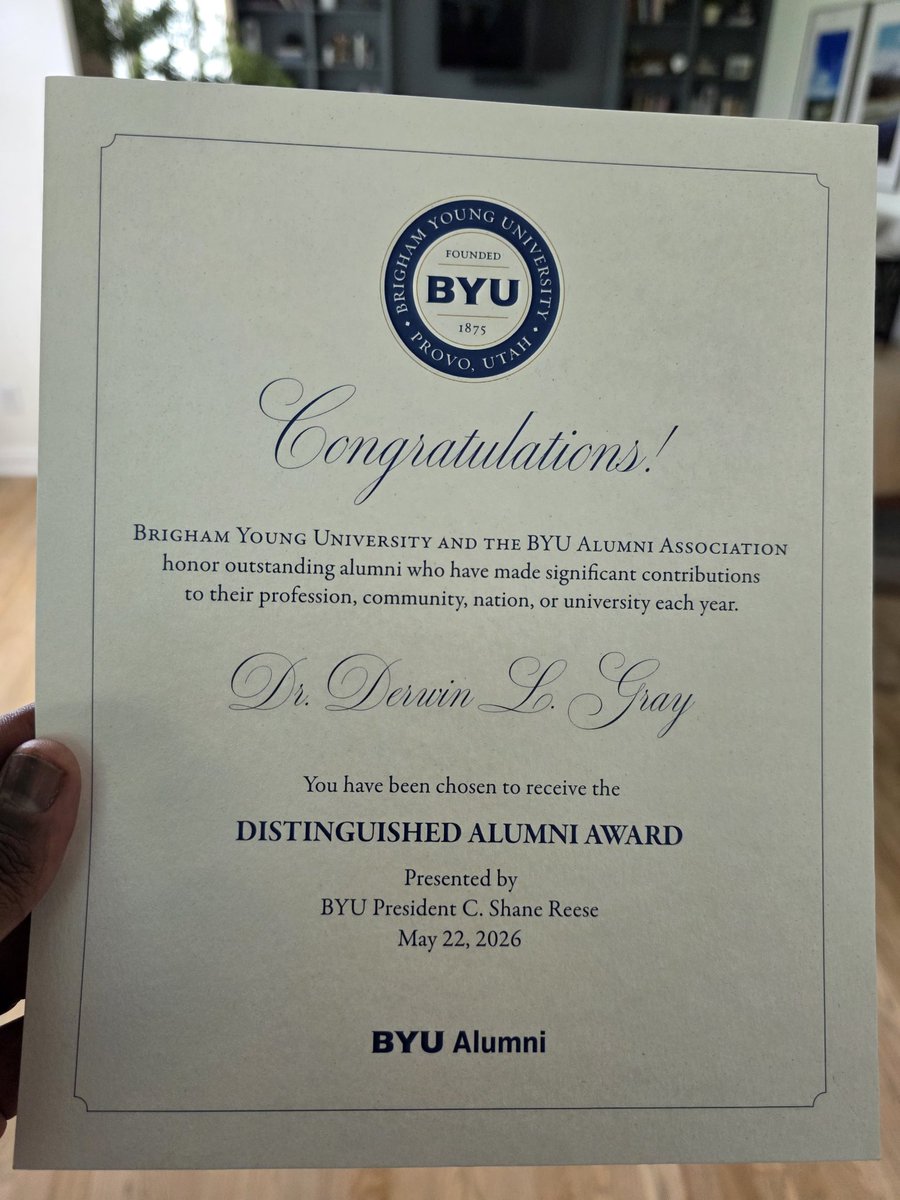 BRIGHAM YOUNG UNIVERSITY
FOUNDED
BYU
1875
PROVO, UTAH
Congratulations!
BRIGHAM YOUNG UNIVERSITY AND THE BYU ALUMNI ASSOCIATION
honor outstanding alumni who have made significant contributions
to their profession, community, nation, or university each year.
Dr. Derwin L. Gray
You have been chosen to receive the
DISTINGUISHED ALUMNI AWARD
Presented by
BYU President C. Shane Reese
May 22, 2026
BYU Alumni